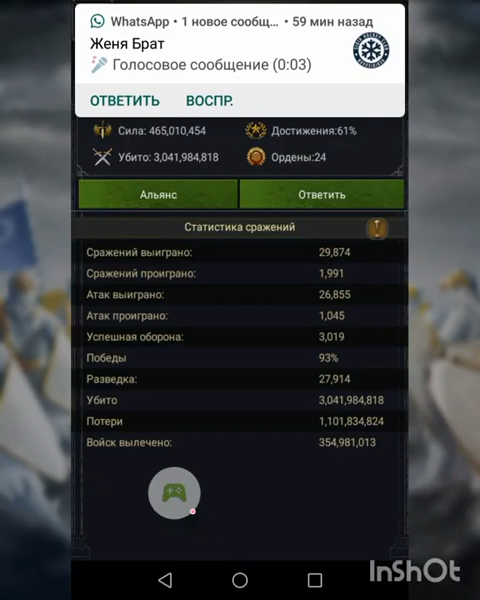 WhatsApp • 1 новое сообщ... • 59 мин назад
Женя Брат
Голосовое сообщение (0:03)
ОТВЕТИТЬ ВОСПР.
Сила: 465,010,454 Достижения:61%
Убито: 3,041,984,818 Ордены:24
Альянс Ответить
Статистика сражений
Сражений выиграно: 29,874
Сражений проиграно: 1,991
Атак выиграно: 26,855
Атак проиграно: 1,045
Успешная оборона: 3,019
Победы 93%
Разведка: 27,914
Убито 3,041,984,818
Потери 1,101,834,824
Войск вылечено: 354,981,013
InShOt